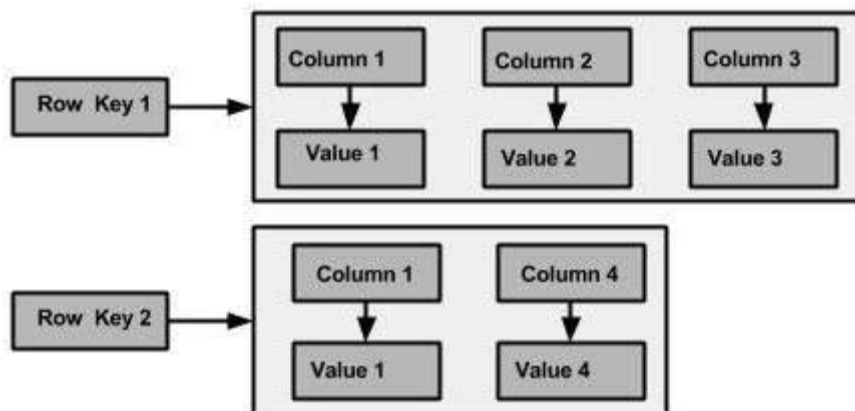 Column 1
Column 2
Column 3
Row Key 1
Value 1
Value 2
Value 3
Column 1
Column 4
Row Key 2
Value 1
Value 4